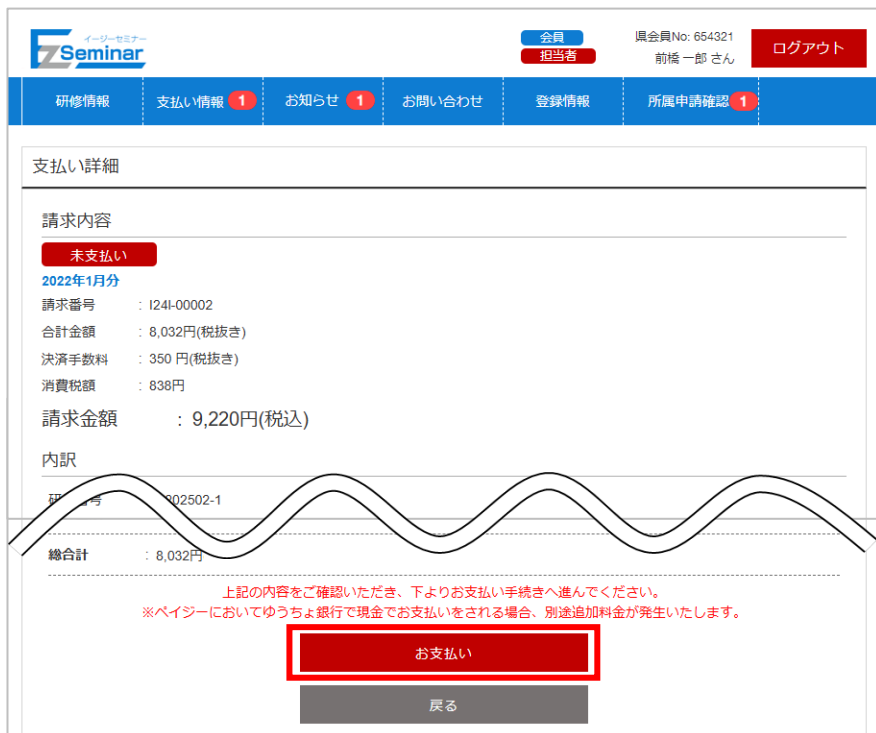 イージーセミナー
EZSeminar
会員
担当者
県会員No: 654321
前橋 一郎 さん
ログアウト
研修情報
支払い情報 1
お知らせ 1
お問い合わせ
登録情報
所属申請確認 1
支払い詳細
請求内容
未支払い
2022年1月分
請求番号 : I24I-00002
合計金額 : 8,032円(税抜き)
決済手数料 : 350 円(税抜き)
消費税額 : 838円
請求金額 : 9,220円(税込)
内訳
202502-1
総合計 : 8,032円
上記の内容をご確認いただき、下よりお支払い手続きへ進んでください。
※ペイジーにおいてゆうちょ銀行で現金でお支払いをされる場合、別途追加料金が発生いたします。
お支払い
戻る